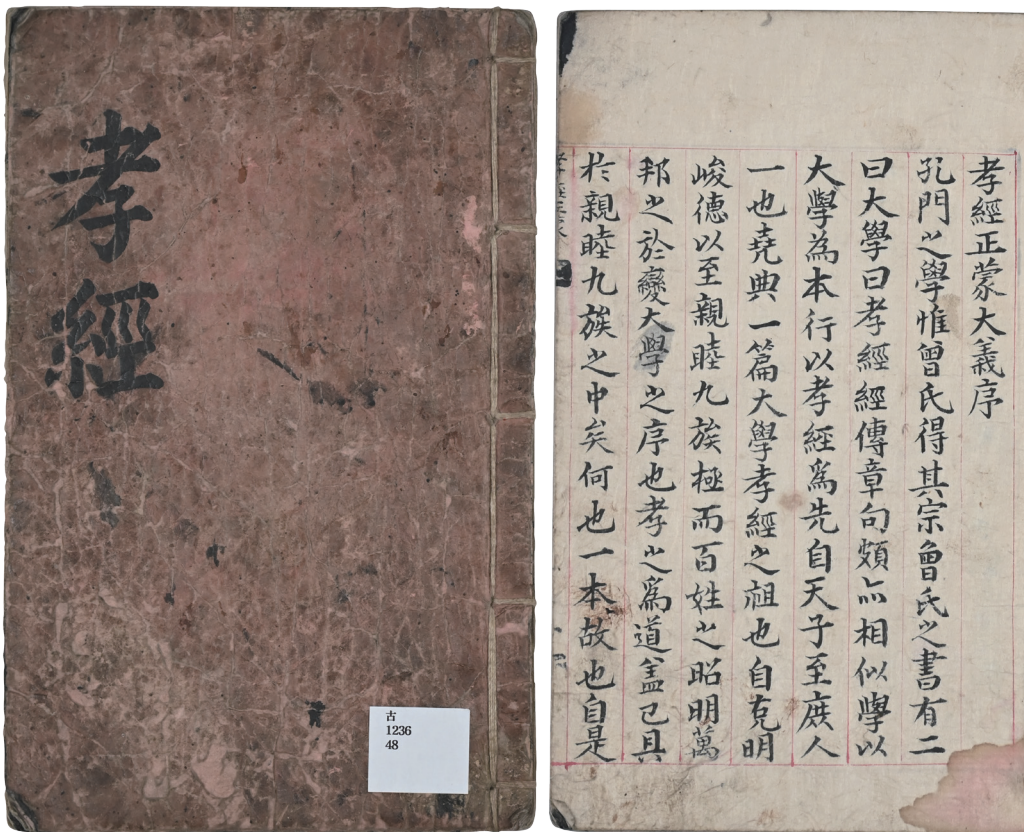 孝經
古
1236
48
孝經正蒙大義序
孔門之學惟曾氏得其宗曾氏之書有二
曰大學曰孝經經傳章句頗亦相似學以
大學為本行以孝經為先自天子至庶人
一也堯典一篇大學孝經之祖也自克明
峻德以至親睦九族極而百姓之昭明萬
邦之於變大學之序也孝之為道盖已具
於親睦九族之中矣何也一本故也自是